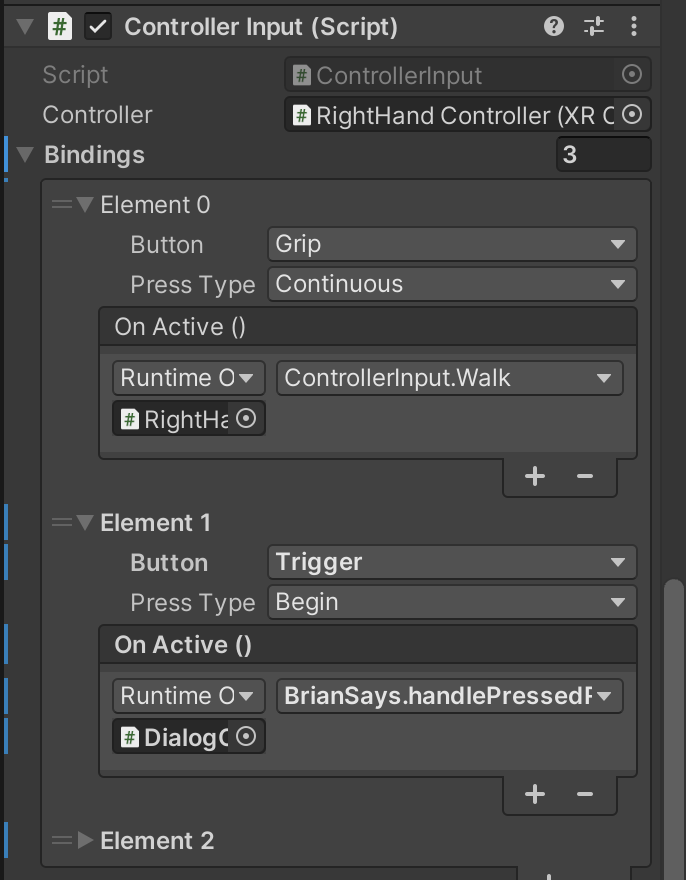 Controller Input (Script)
Script # ControllerInput
Controller # RightHand Controller (XR C
Bindings 3
Element 0
Button Grip
Press Type Continuous
On Active ()
Runtime O ControllerInput.Walk
# RightHa
+ −
Element 1
Button Trigger
Press Type Begin
On Active ()
Runtime O BrianSays.handlePressedF
# DialogC
+ −
Element 2